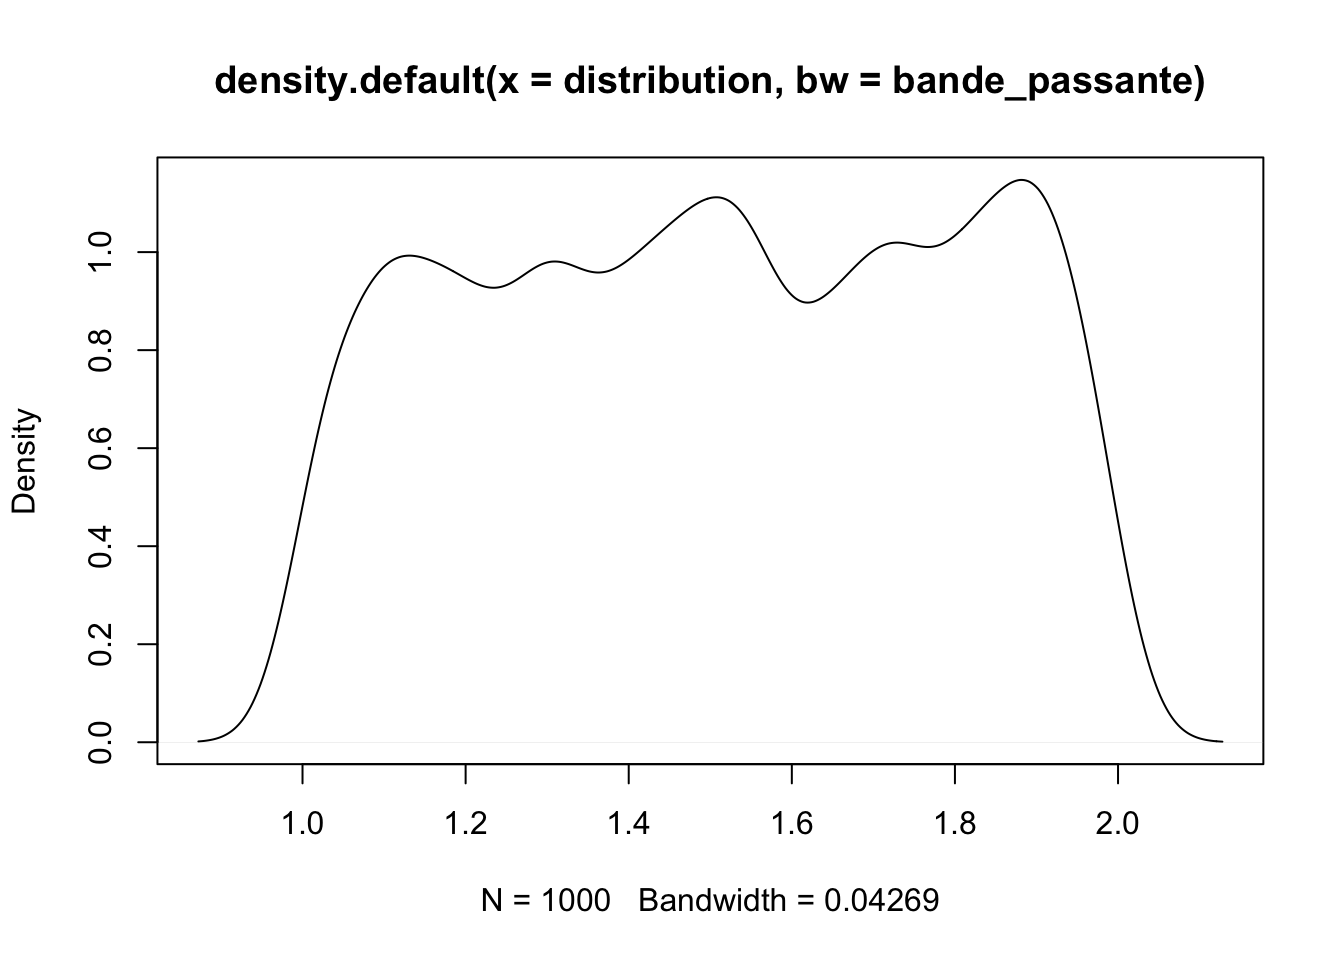 density.default(x = distribution, bw = bande_passante)
Density
1.0
0.8
0.6
0.4
0.2
0.0
1.0 1.2 1.4 1.6 1.8 2.0
N = 1000 Bandwidth = 0.04269